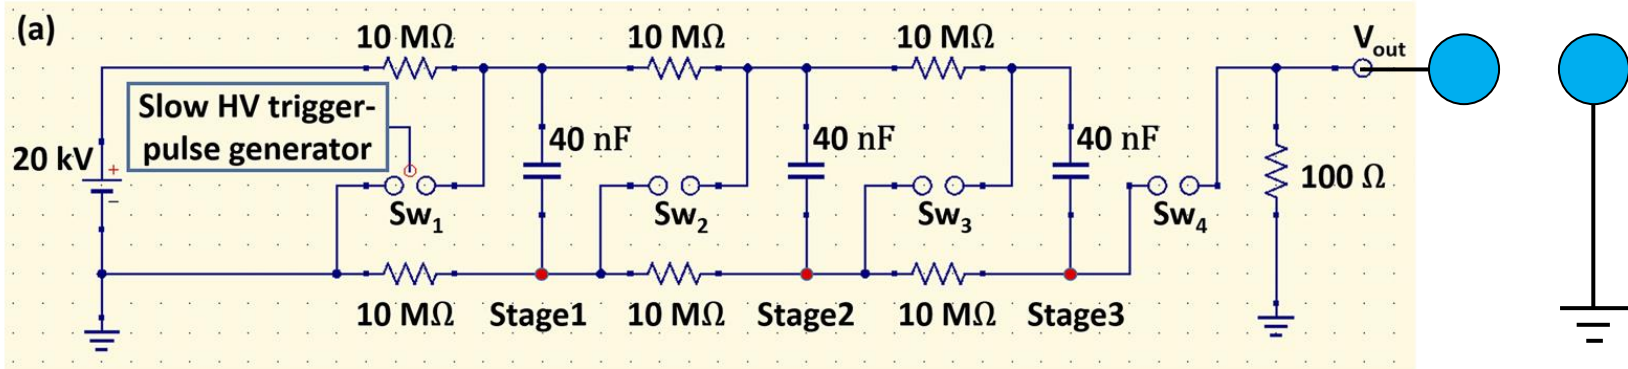 (a)
10 MΩ
10 MΩ
10 MΩ
Vout
Slow HV trigger-
pulse generator
20 kV
+
−
40 nF
40 nF
40 nF
100 Ω
Sw1
Sw2
Sw3
Sw4
10 MΩ
Stage1
10 MΩ
Stage2
10 MΩ
Stage3